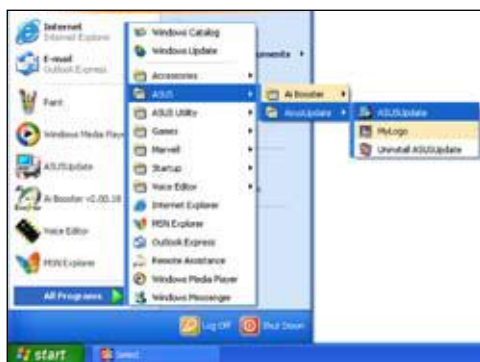 Internet
Internet Explorer
E-mail
Outlook Express
Paint
Windows Media Player
ASUSUpdate
Ai Booster v2.00.18
Voice Editor
MSN Explorer
All Programs
Windows Catalog
Windows Update
Accessories
ASUS
ASUS Utility
Games
Marvell
Startup
Voice Editor
Internet Explorer
MSN Explorer
Outlook Express
Remote Assistance
Windows Media Player
Windows Messenger
Ai Booster
AsusUpdate
ASUSUpdate
MyLogo
Uninstall ASUSUpdate
Log Off
Shut Down
start